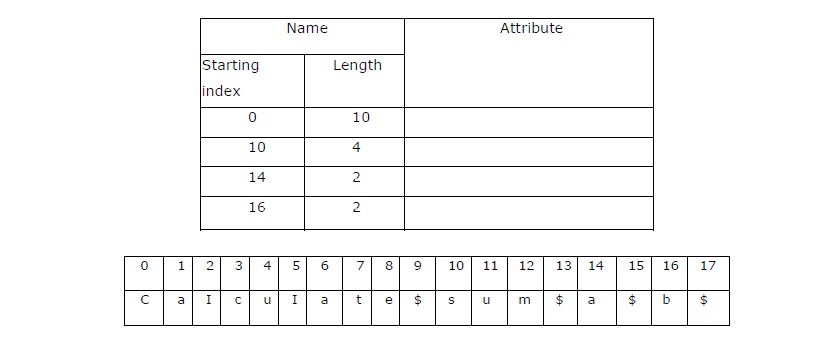 Name Attribute
Starting index Length
0 10
10 4
14 2
16 2
0 1 2 3 4 5 6 7 8 9 10 11 12 13 14 15 16 17
C a I c u I a t e $ s u m $ a $ b $